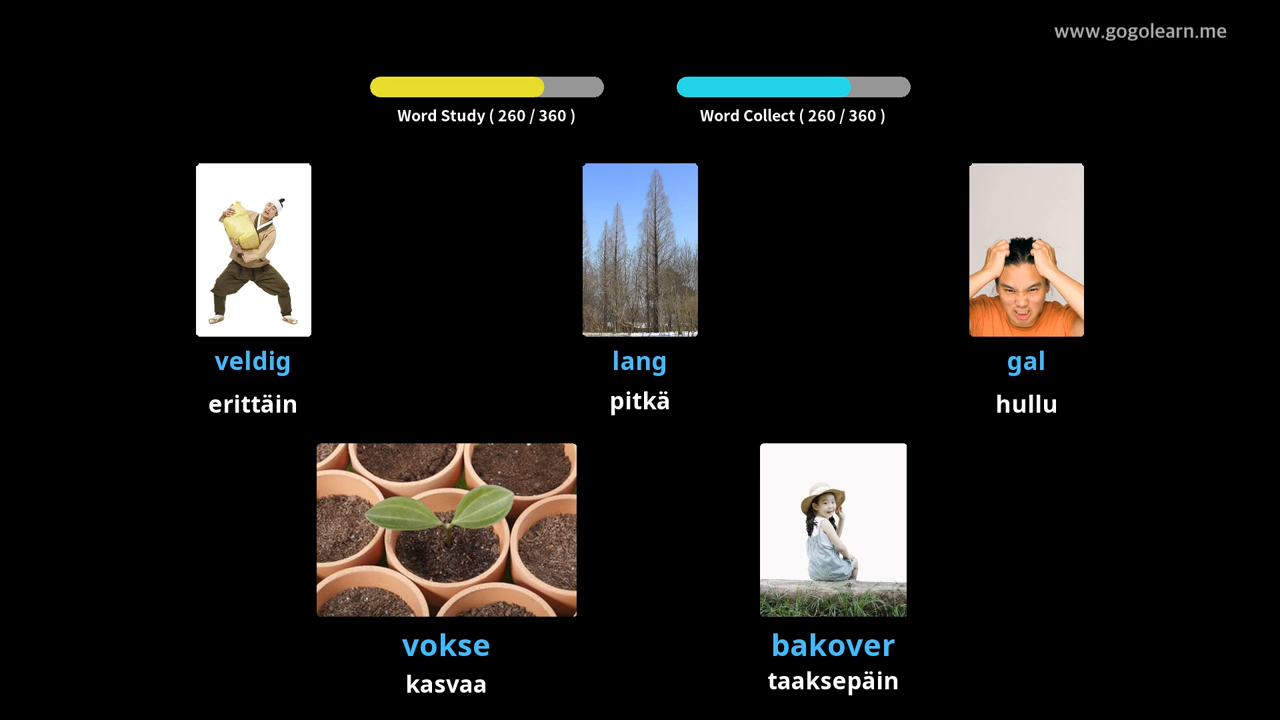 www.gogolearn.me
Word Study ( 260 / 360 )
Word Collect ( 260 / 360 )
veldig
erittäin
lang
pitkä
gal
hullu
vokse
kasvaa
bakover
taaksepäin